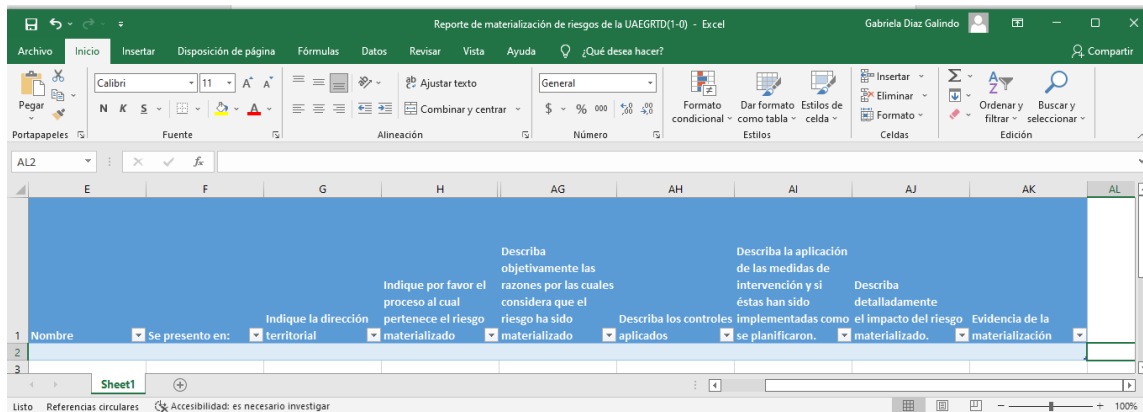 Reporte de materialización de riesgos de la UAEGRTD(1-0) - Excel
Gabriela Diaz Galindo
Archivo Inicio Insertar Disposición de página Fórmulas Datos Revisar Vista Ayuda ¿Qué desea hacer? Compartir
Pegar
Calibri 11 A A
N K S A
Ajustar texto
Combinar y centrar
General
$ % 000 ,00
Formato condicional
Dar formato como tabla
Estilos de celda
Insertar
Eliminar
Formato
Ordenar y filtrar
Buscar y seleccionar
Portapapeles Fuente Alineación Número Estilos Celdas Edición
AL2 fx
E F G H AG AH AI AJ AK AL
1 Nombre
Se presento en:
Indique la dirección
territorial
Indique por favor el
proceso al cual
pertenece el riesgo
materializado
Describa
objetivamente las
razones por las cuales
considera que el
riesgo ha sido
materializado
Describa los controles
aplicados
Describa la aplicación
de las medidas de
intervención y si
éstas han sido
implementadas como
se planificaron.
Describa
detalladamente
el impacto del riesgo
materializado.
Evidencia de la
materialización
2
3
Sheet1
Listo Referencias circulares Accesibilidad: es necesario investigar 100%